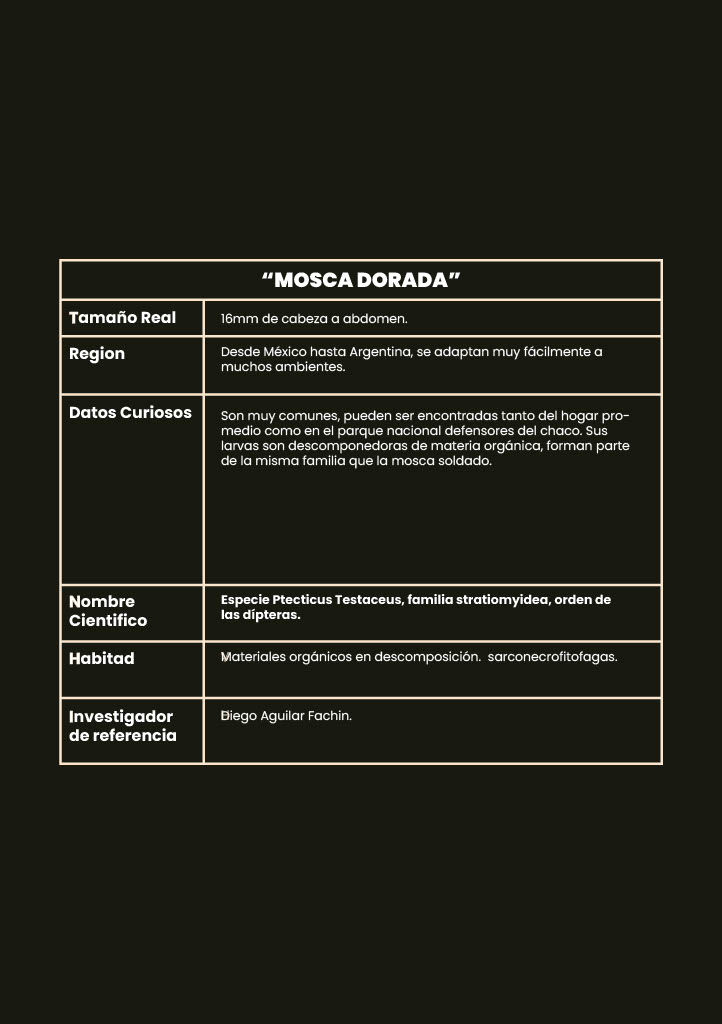 “MOSCA DORADA”
Tamaño Real
16mm de cabeza a abdomen.
Region
Desde México hasta Argentina, se adaptan muy fácilmente a
muchos ambientes.
Datos Curiosos
Son muy comunes, pueden ser encontradas tanto del hogar pro-
medio como en el parque nacional defensores del chaco. Sus
larvas son descomponedoras de materia orgánica, forman parte
de la misma familia que la mosca soldado.
Nombre
Cientifico
Especie Ptecticus Testaceus, familia stratiomyidea, orden de
las dípteras.
Habitad
Materiales orgánicos en descomposición.  sarconecrofitofagas.
Investigador
de referencia
Diego Aguilar Fachin.